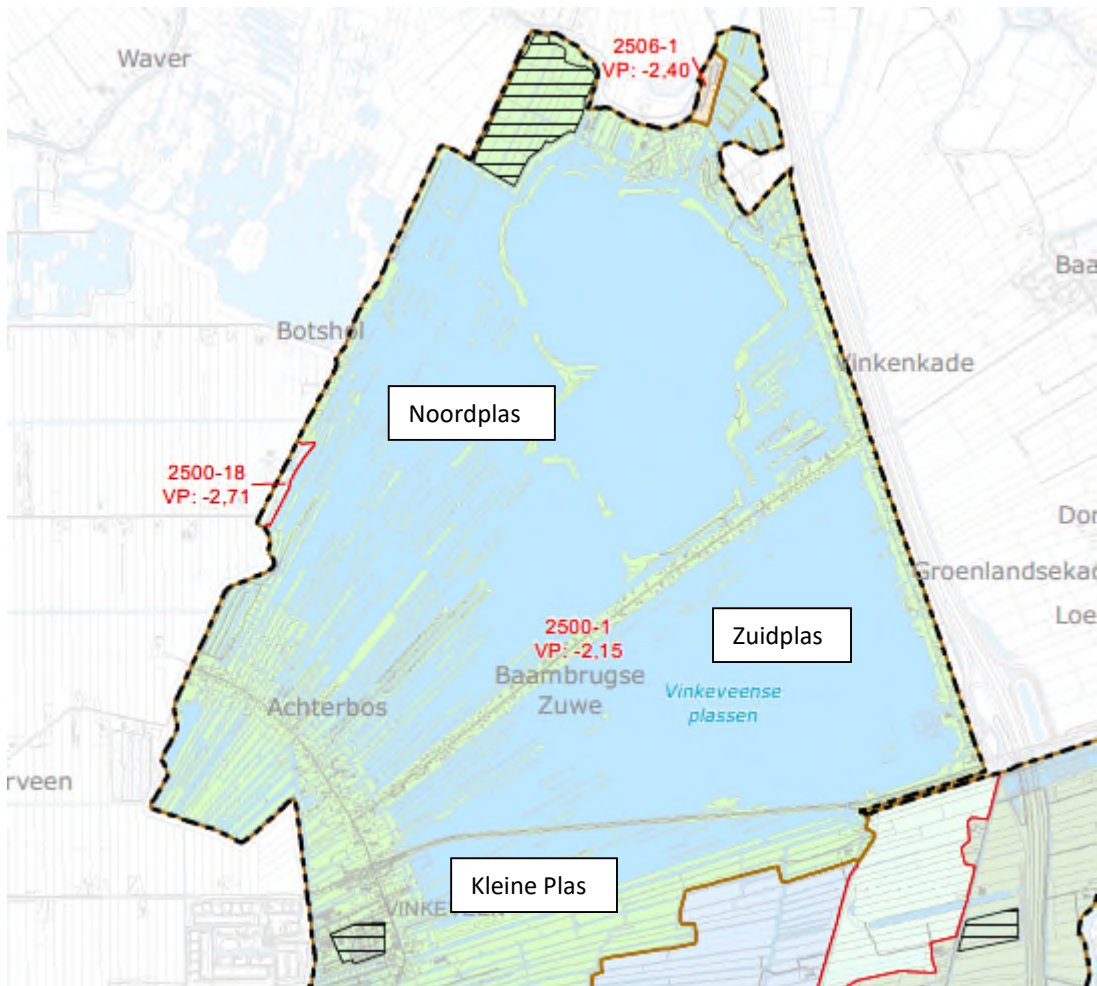 2506-1
VP: -2,40
Waver
Baa
Botshol
Vinkenkade
Noordplas
2500-18
VP: -2,71
Dor
Groenlandsekad
Loe
2500-1
VP: -2,15
Zuidplas
Baambrugse
Zuwe
Vinkeveense
plassen
Achterbos
rveen
Kleine Plas
VINKEVEEN